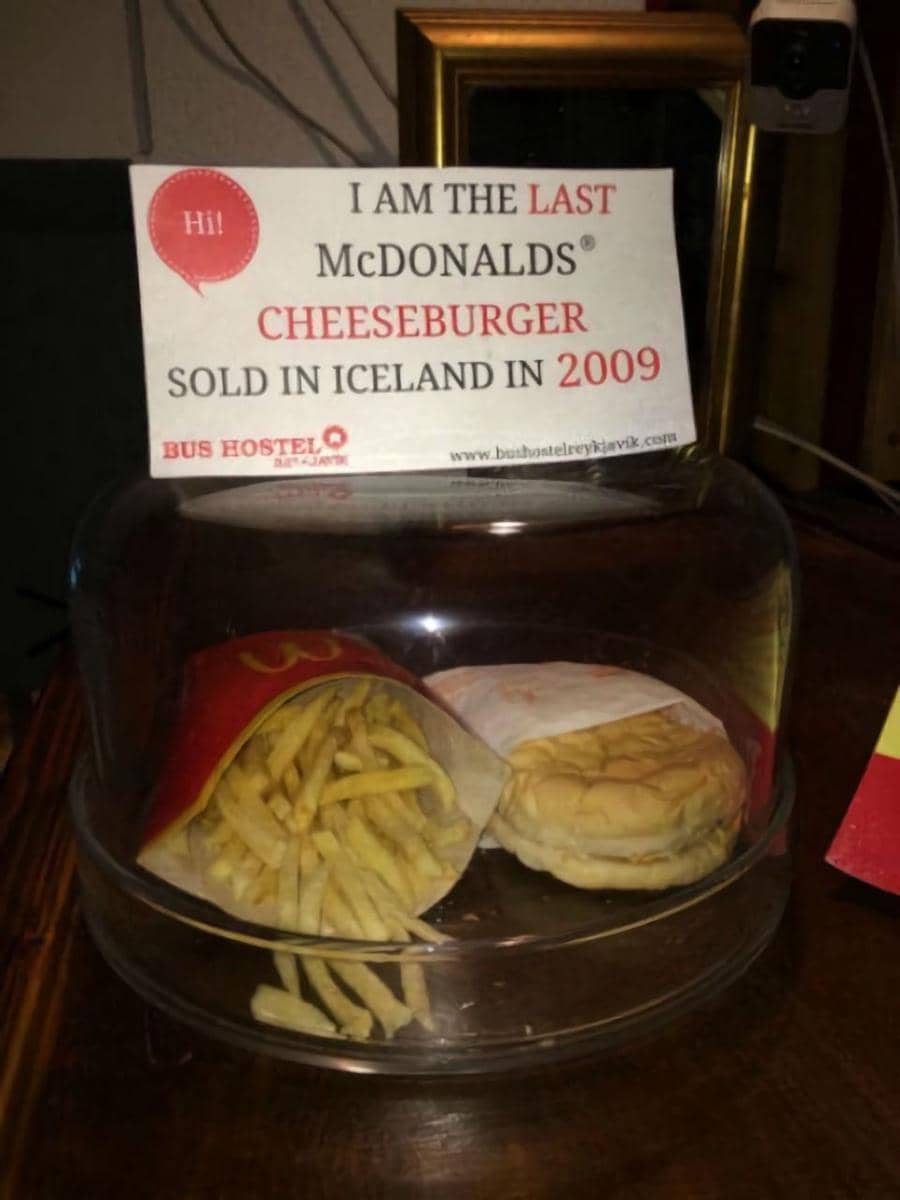 Hi!
I AM THE LAST
McDONALDS®
CHEESEBURGER
SOLD IN ICELAND IN 2009
BUS HOSTEL
www.bushostelreykjavik.com